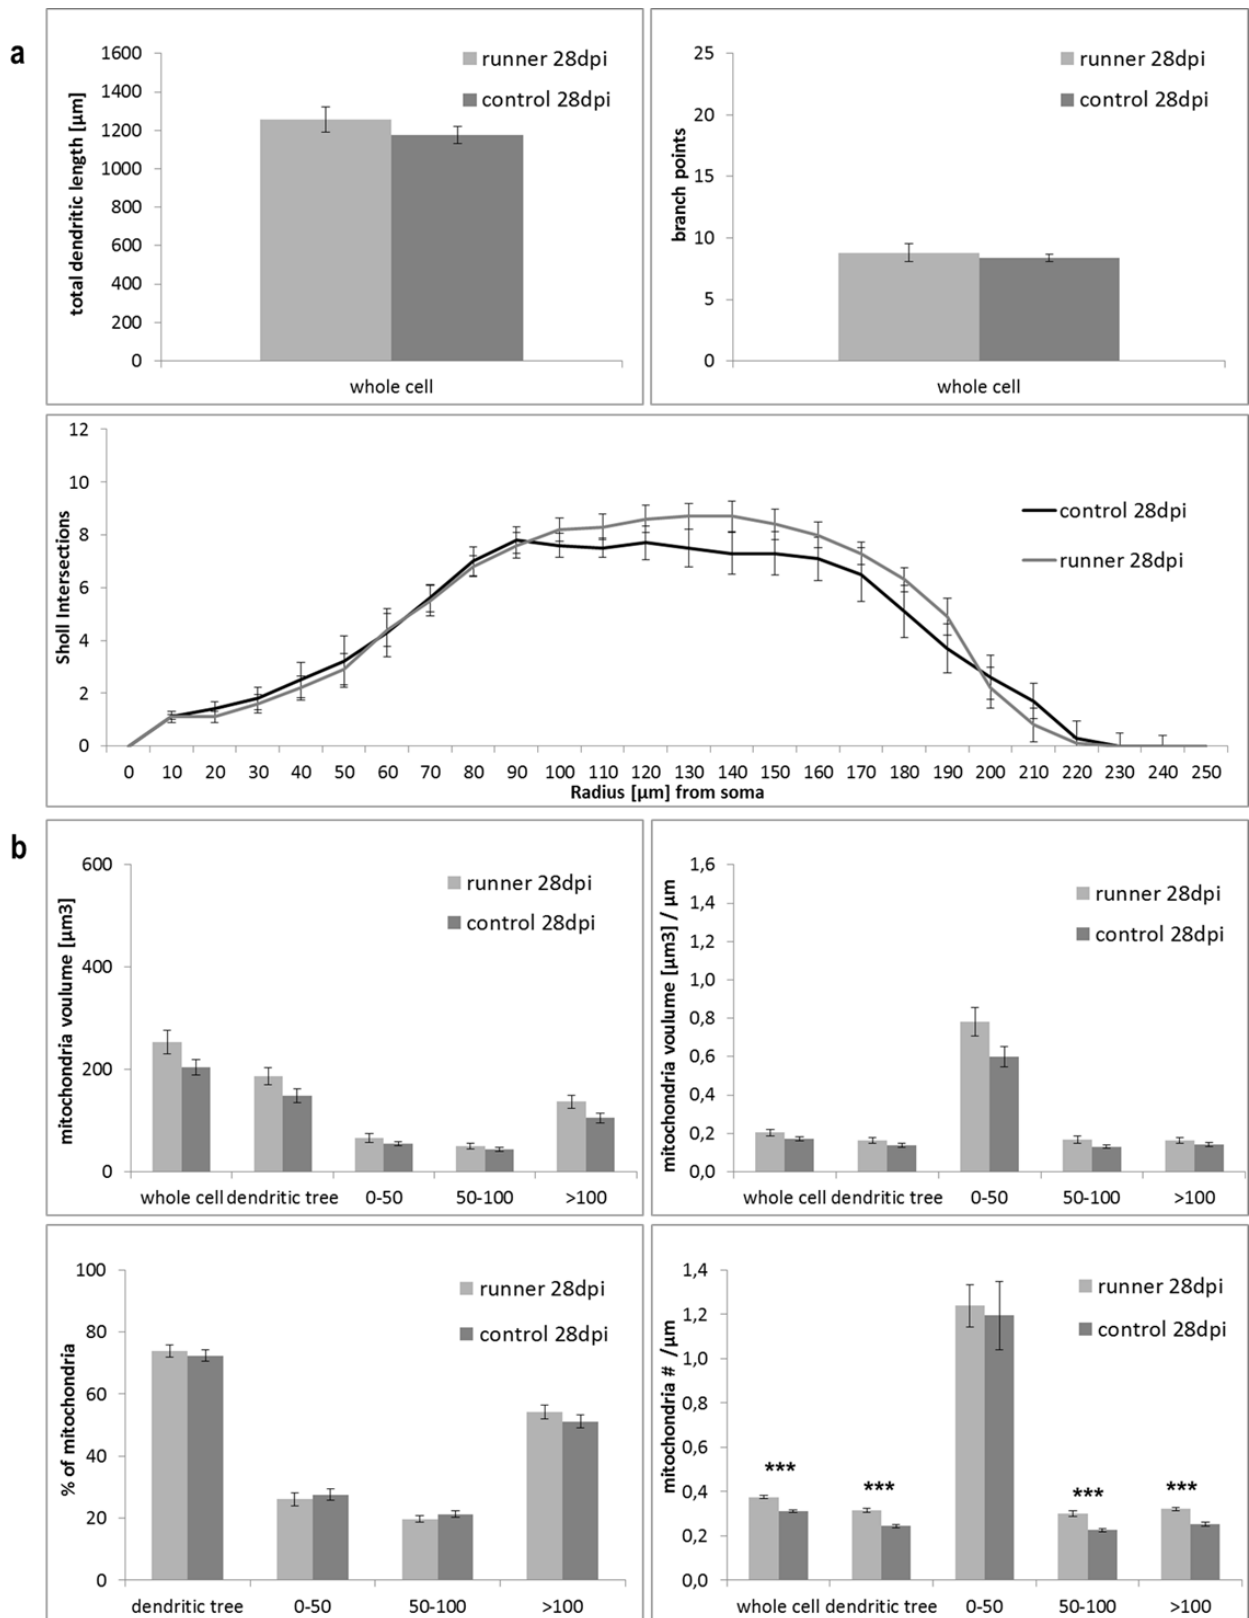 a
total dendritic length [µm]
1600
1400
1200
1000
800
600
400
200
0
runner 28dpi
control 28dpi
whole cell
branch points
25
20
15
10
5
0
runner 28dpi
control 28dpi
whole cell
Sholl Intersections
12
10
8
6
4
2
0
control 28dpi
runner 28dpi
0 10 20 30 40 50 60 70 80 90 100 110 120 130 140 150 160 170 180 190 200 210 220 230 240 250
Radius [µm] from soma
b
mitochondria voulume [µm3]
600
400
200
0
runner 28dpi
control 28dpi
whole cell dendritic tree 0-50 50-100 >100
mitochondria voulume [µm3] / µm
1,6
1,4
1,2
1,0
0,8
0,6
0,4
0,2
0,0
runner 28dpi
control 28dpi
whole cell dendritic tree 0-50 50-100 >100
% of mitochondria
100
80
60
40
20
0
runner 28dpi
control 28dpi
dendritic tree 0-50 50-100 >100
mitochondria # /µm
1,4
1,2
1,0
0,8
0,6
0,4
0,2
0,0
runner 28dpi
control 28dpi
*** *** *** ***
whole cell dendritic tree 0-50 50-100 >100